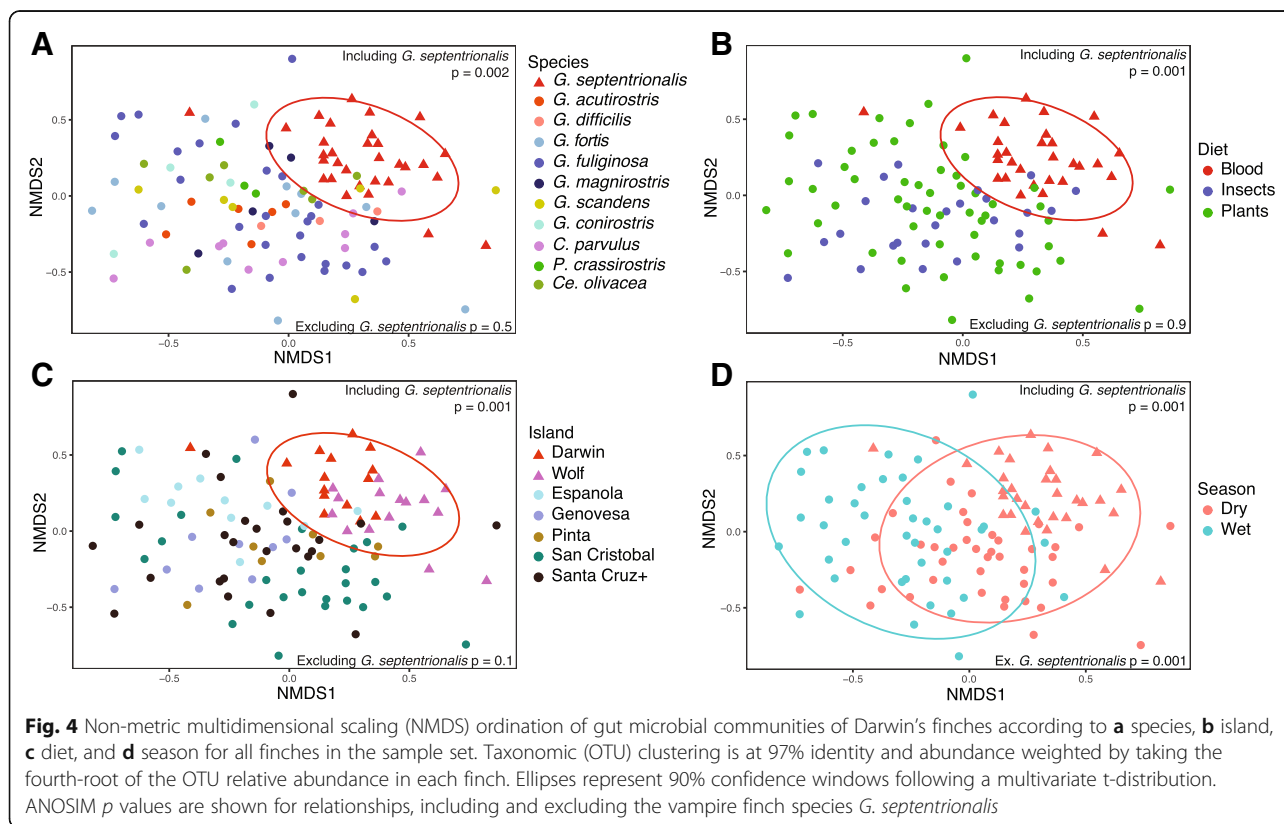 A
Including G. septentrionalis
p = 0.002
0.5
0.0
−0.5
NMDS2
Excluding G. septentrionalis p = 0.5
−0.5
0.0
0.5
NMDS1
Species
G. septentrionalis
G. acutirostris
G. difficilis
G. fortis
G. fuliginosa
G. magnirostris
G. scandens
G. conirostris
C. parvulus
P. crassirostris
Ce. olivacea
B
Including G. septentrionalis
p = 0.001
0.5
0.0
−0.5
NMDS2
Excluding G. septentrionalis p = 0.9
−0.5
0.0
0.5
NMDS1
Diet
Blood
Insects
Plants
C
Including G. septentrionalis
p = 0.001
0.5
0.0
−0.5
NMDS2
Excluding G. septentrionalis p = 0.1
−0.5
0.0
0.5
NMDS1
Island
Darwin
Wolf
Espanola
Genovesa
Pinta
San Cristobal
Santa Cruz+
D
Including G. septentrionalis
p = 0.001
0.5
0.0
−0.5
NMDS2
Ex. G. septentrionalis p = 0.001
−0.5
0.0
0.5
NMDS1
Season
Dry
Wet
Fig. 4 Non-metric multidimensional scaling (NMDS) ordination of gut microbial communities of Darwin's finches according to a species, b island,
c diet, and d season for all finches in the sample set. Taxonomic (OTU) clustering is at 97% identity and abundance weighted by taking the
fourth-root of the OTU relative abundance in each finch. Ellipses represent 90% confidence windows following a multivariate t-distribution.
ANOSIM p values are shown for relationships, including and excluding the vampire finch species G. septentrionalis